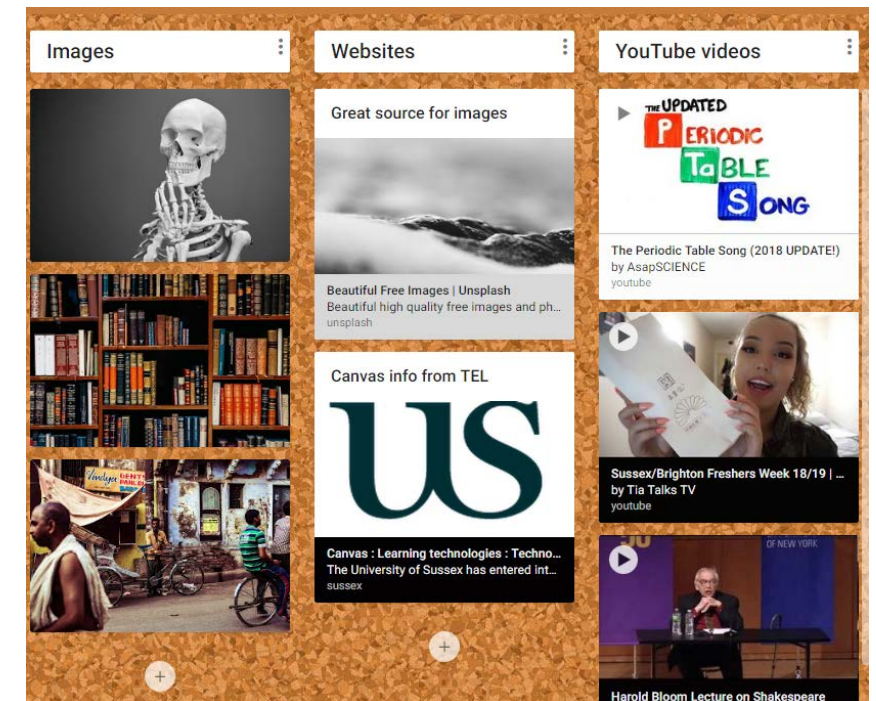 Images
Vandyee GENTS
PARLOR
Websites
Great source for images
Beautiful Free Images | Unsplash
Beautiful high quality free images and ph...
unsplash
Canvas info from TEL
us
Canvas : Learning technologies : Techno...
The University of Sussex has entered int...
sussex
YouTube videos
THE UPDATED
PERIODIC
TaBLE
SONG
The Periodic Table Song (2018 UPDATE!)
by AsapSCIENCE
youtube
Sussex/Brighton Freshers Week 18/19 | ...
by Tia Talks TV
youtube
OF NEW YORK
Harold Bloom Lecture on Shakespeare